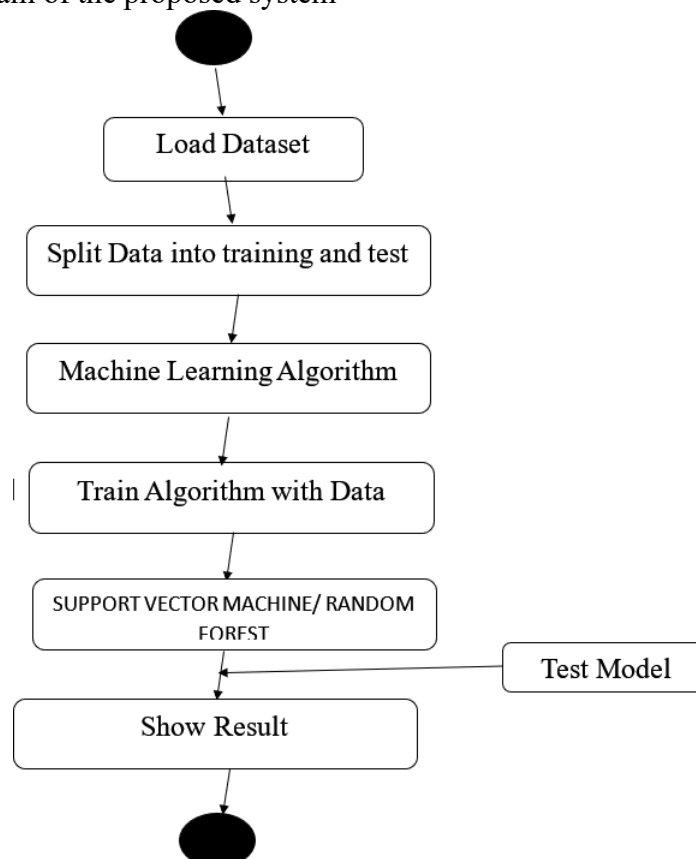 of the proposed system
Load Dataset
Split Data into training and test
Machine Learning Algorithm
Train Algorithm with Data
SUPPORT VECTOR MACHINE/ RANDOM
FOREST
Test Model
Show Result